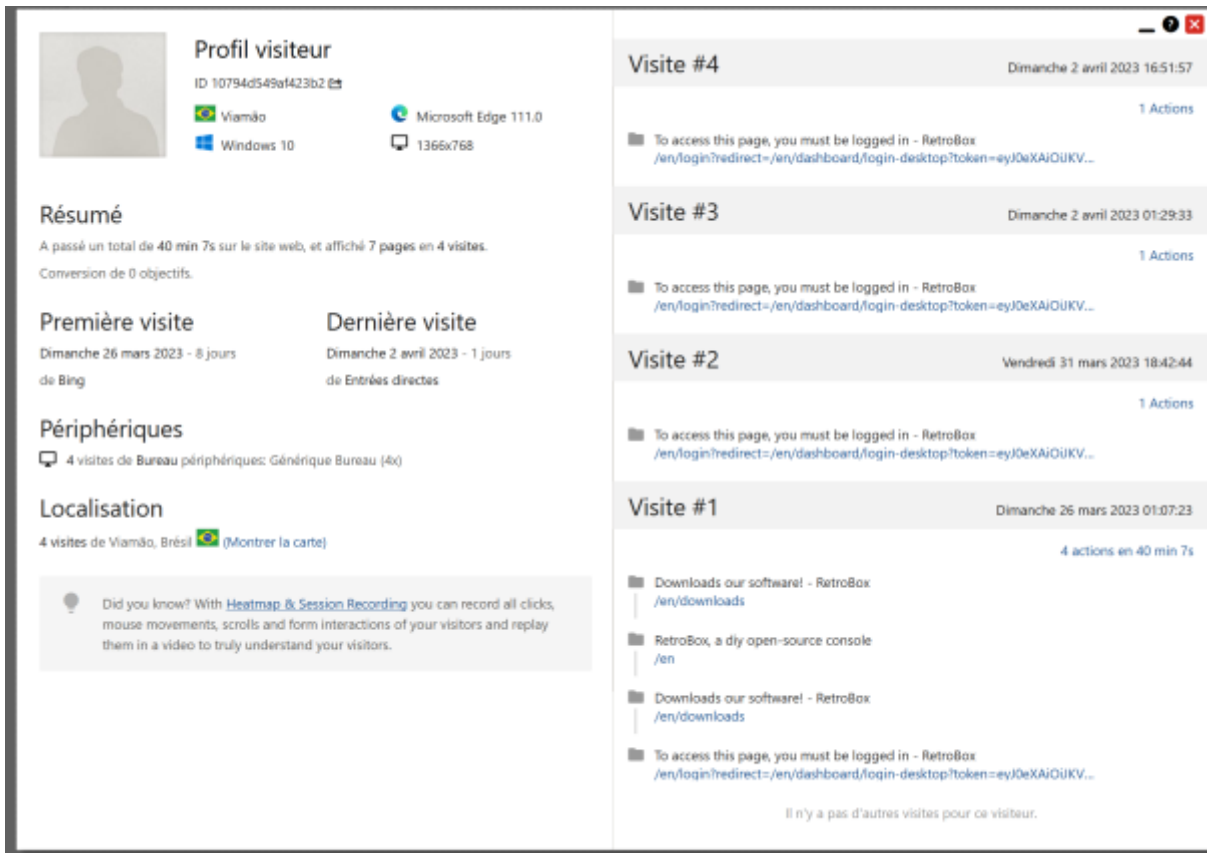 Profil visiteur
ID 10794d549af423b2
Viamão
Microsoft Edge 111.0
Windows 10
1366x768
Résumé
A passé un total de 40 min 7s sur le site web, et affiché 7 pages en 4 visites.
Conversion de 0 objectifs.
Première visite
Dernière visite
Dimanche 26 mars 2023 - 8 jours
Dimanche 2 avril 2023 - 1 jours
de Bing
de Entrées directes
Périphériques
4 visites de Bureau périphériques: Générique Bureau (4x)
Localisation
4 visites de Viamão, Brésil (Montrer la carte)
Did you know? With Heatmap & Session Recording you can record all clicks,
mouse movements, scrolls and form interactions of your visitors and replay
them in a video to truly understand your visitors.
Visite #4
Dimanche 2 avril 2023 16:51:57
1 Actions
To access this page, you must be logged in - RetroBox
/en/login?redirect=/en/dashboard/login-desktop?token=eyJ0eXAiOiJKV...
Visite #3
Dimanche 2 avril 2023 01:29:33
1 Actions
To access this page, you must be logged in - RetroBox
/en/login?redirect=/en/dashboard/login-desktop?token=eyJ0eXAiOiJKV...
Visite #2
Vendredi 31 mars 2023 18:42:44
1 Actions
To access this page, you must be logged in - RetroBox
/en/login?redirect=/en/dashboard/login-desktop?token=eyJ0eXAiOiJKV...
Visite #1
Dimanche 26 mars 2023 01:07:23
4 actions en 40 min 7s
Downloads our software! - RetroBox
/en/downloads
RetroBox, a diy open-source console
/en
Downloads our software! - RetroBox
/en/downloads
To access this page, you must be logged in - RetroBox
/en/login?redirect=/en/dashboard/login-desktop?token=eyJ0eXAiOiJKV...
Il n'y a pas d'autres visites pour ce visiteur.